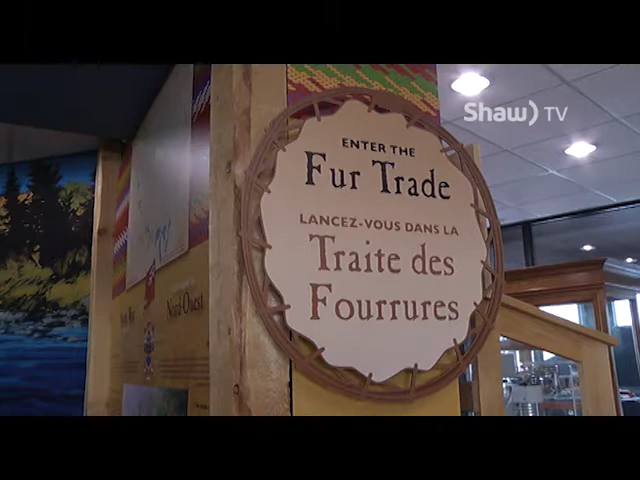 Shaw) TV
ENTER THE
Fur Trade
LANCEZ-VOUS DANS LA
Traite des
Fourrures
Nord-Ouest